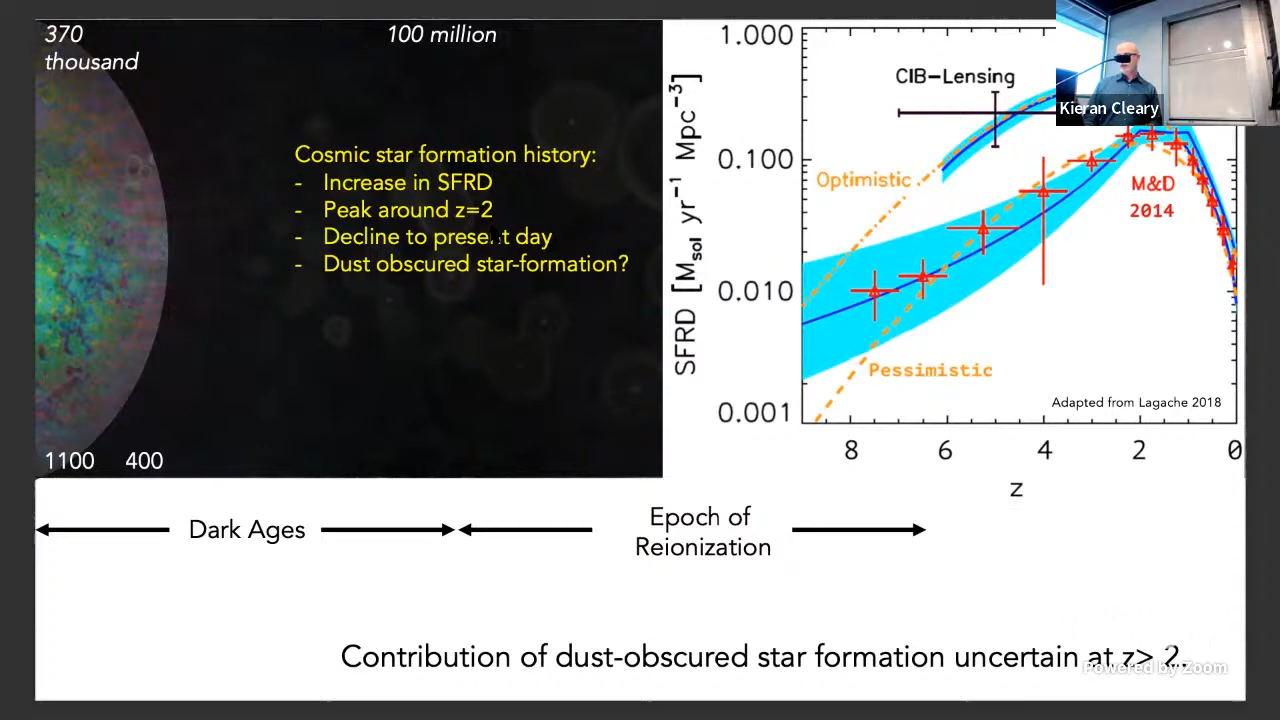 370
thousand
100 million
Cosmic star formation history:
- Increase in SFRD
- Peak around z=2
- Decline to present day
- Dust obscured star-formation?
1100 400
SFRD [Msol yr−1 Mpc−3]
1.000
0.100
0.010
0.001
CIB-Lensing
Optimistic
M&D
2014
Pessimistic
Adapted from Lagache 2018
8 6 4 2 0
z
Kieran Cleary
Dark Ages
Epoch of
Reionization
Contribution of dust-obscured star formation uncertain at z> 2.
Powered by Zoom